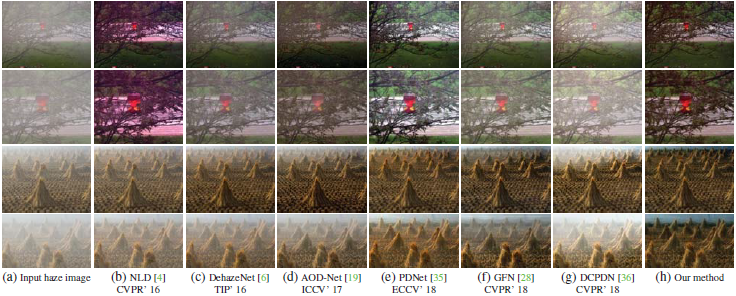 (a) Input haze image
(b) NLD [4]
CVPR' 16
(c) DehazeNet [6]
TIP' 16
(d) AOD-Net [19]
ICCV' 17
(e) PDNet [35]
ECCV' 18
(f) GFN [28]
CVPR' 18
(g) DCPDN [36]
CVPR' 18
(h) Our method